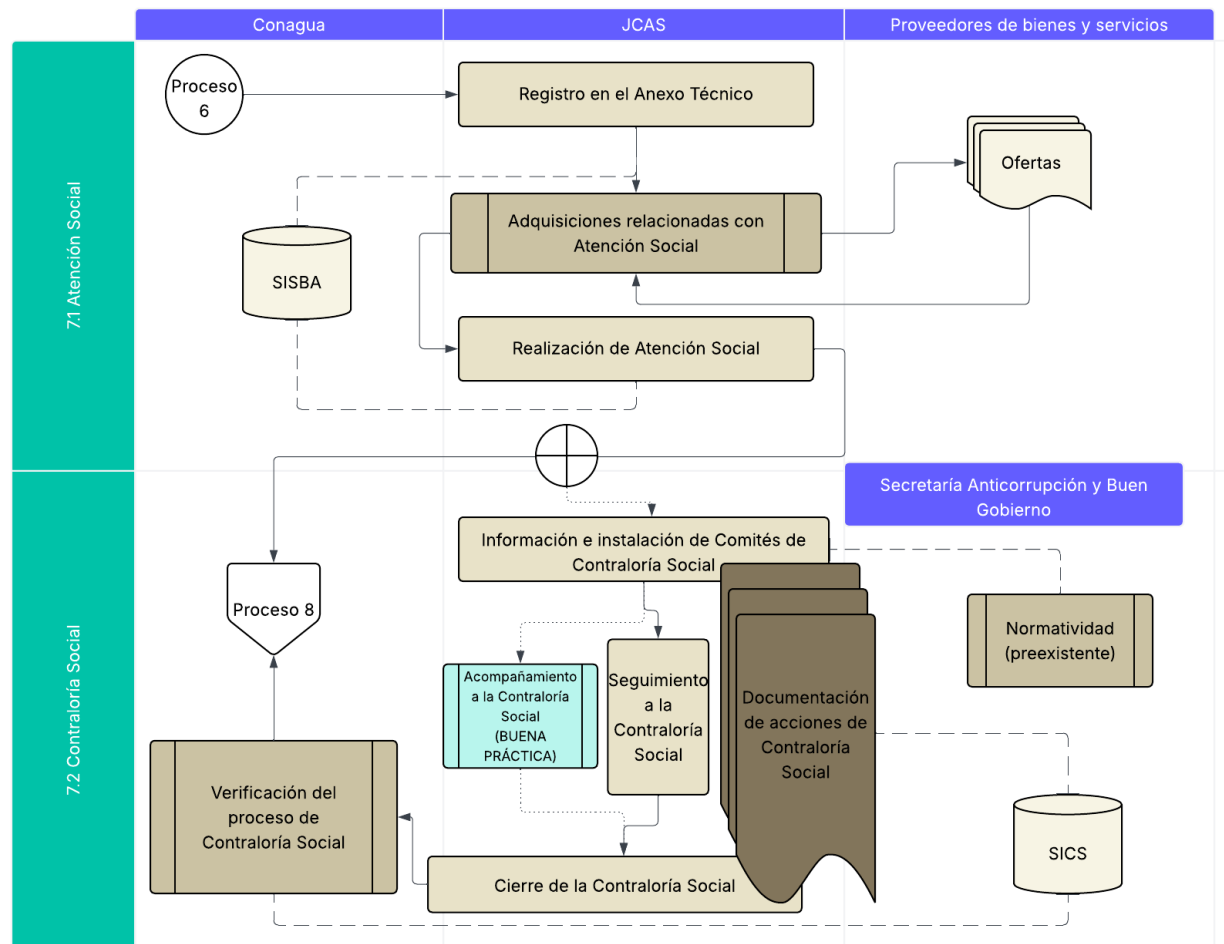 Conagua
JCAS
Proveedores de bienes y servicios
7.1 Atención Social
Proceso
6
Registro en el Anexo Técnico
Ofertas
Adquisiciones relacionadas con
Atención Social
SISBA
Realización de Atención Social
7.2 Contraloría Social
Secretaría Anticorrupción y Buen
Gobierno
Información e instalación de Comités de
Contraloría Social
Proceso 8
Normatividad
(preexistente)
Acompañamiento
a la Contraloría
Social
(BUENA
PRÁCTICA)
Seguimiento
a la
Contraloría
Social
Documentación
de acciones de
Contraloría
Social
Verificación del
proceso de
Contraloría Social
SICS
Cierre de la Contraloría Social